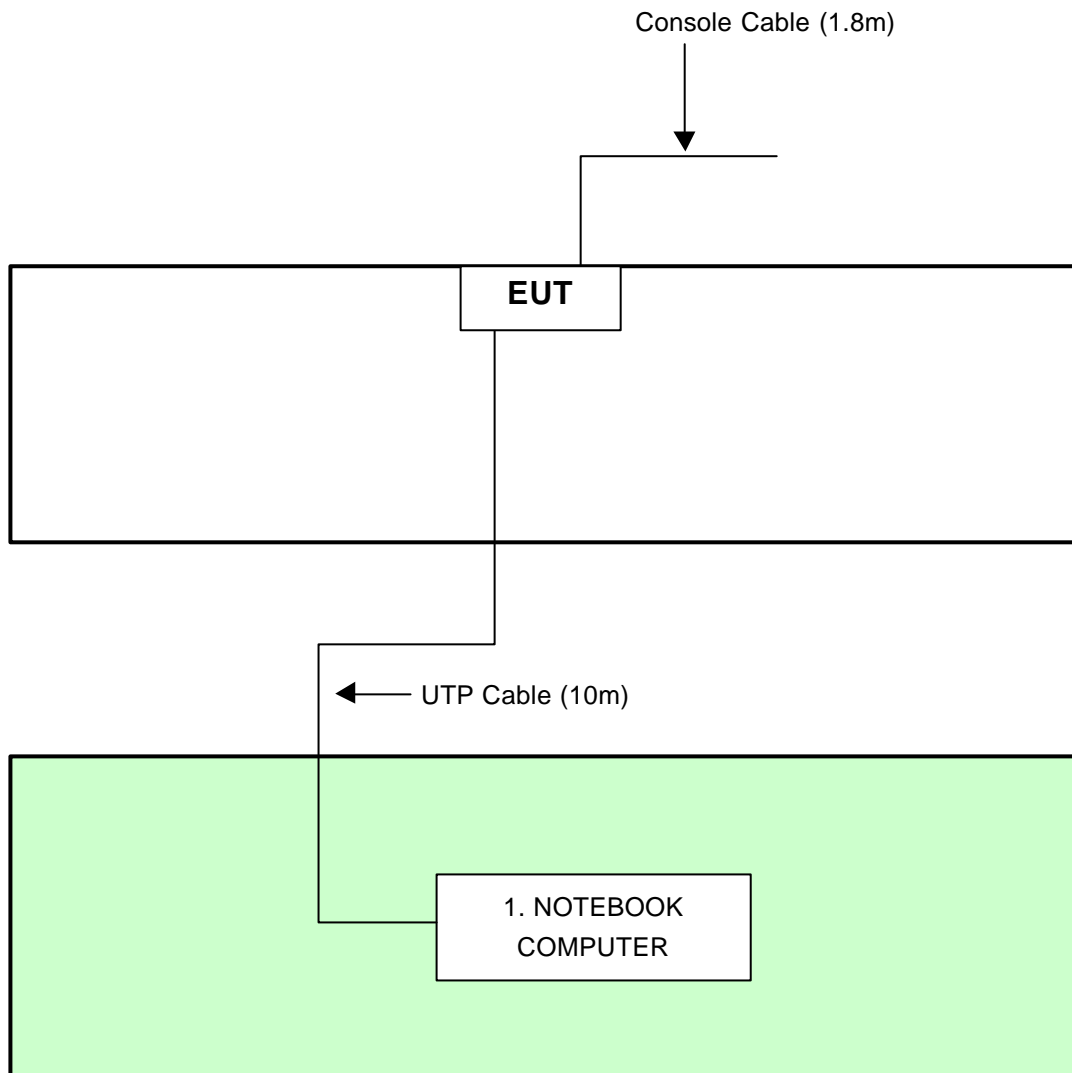 Console Cable (1.8m)
EUT
UTP Cable (10m)
1. NOTEBOOK
COMPUTER